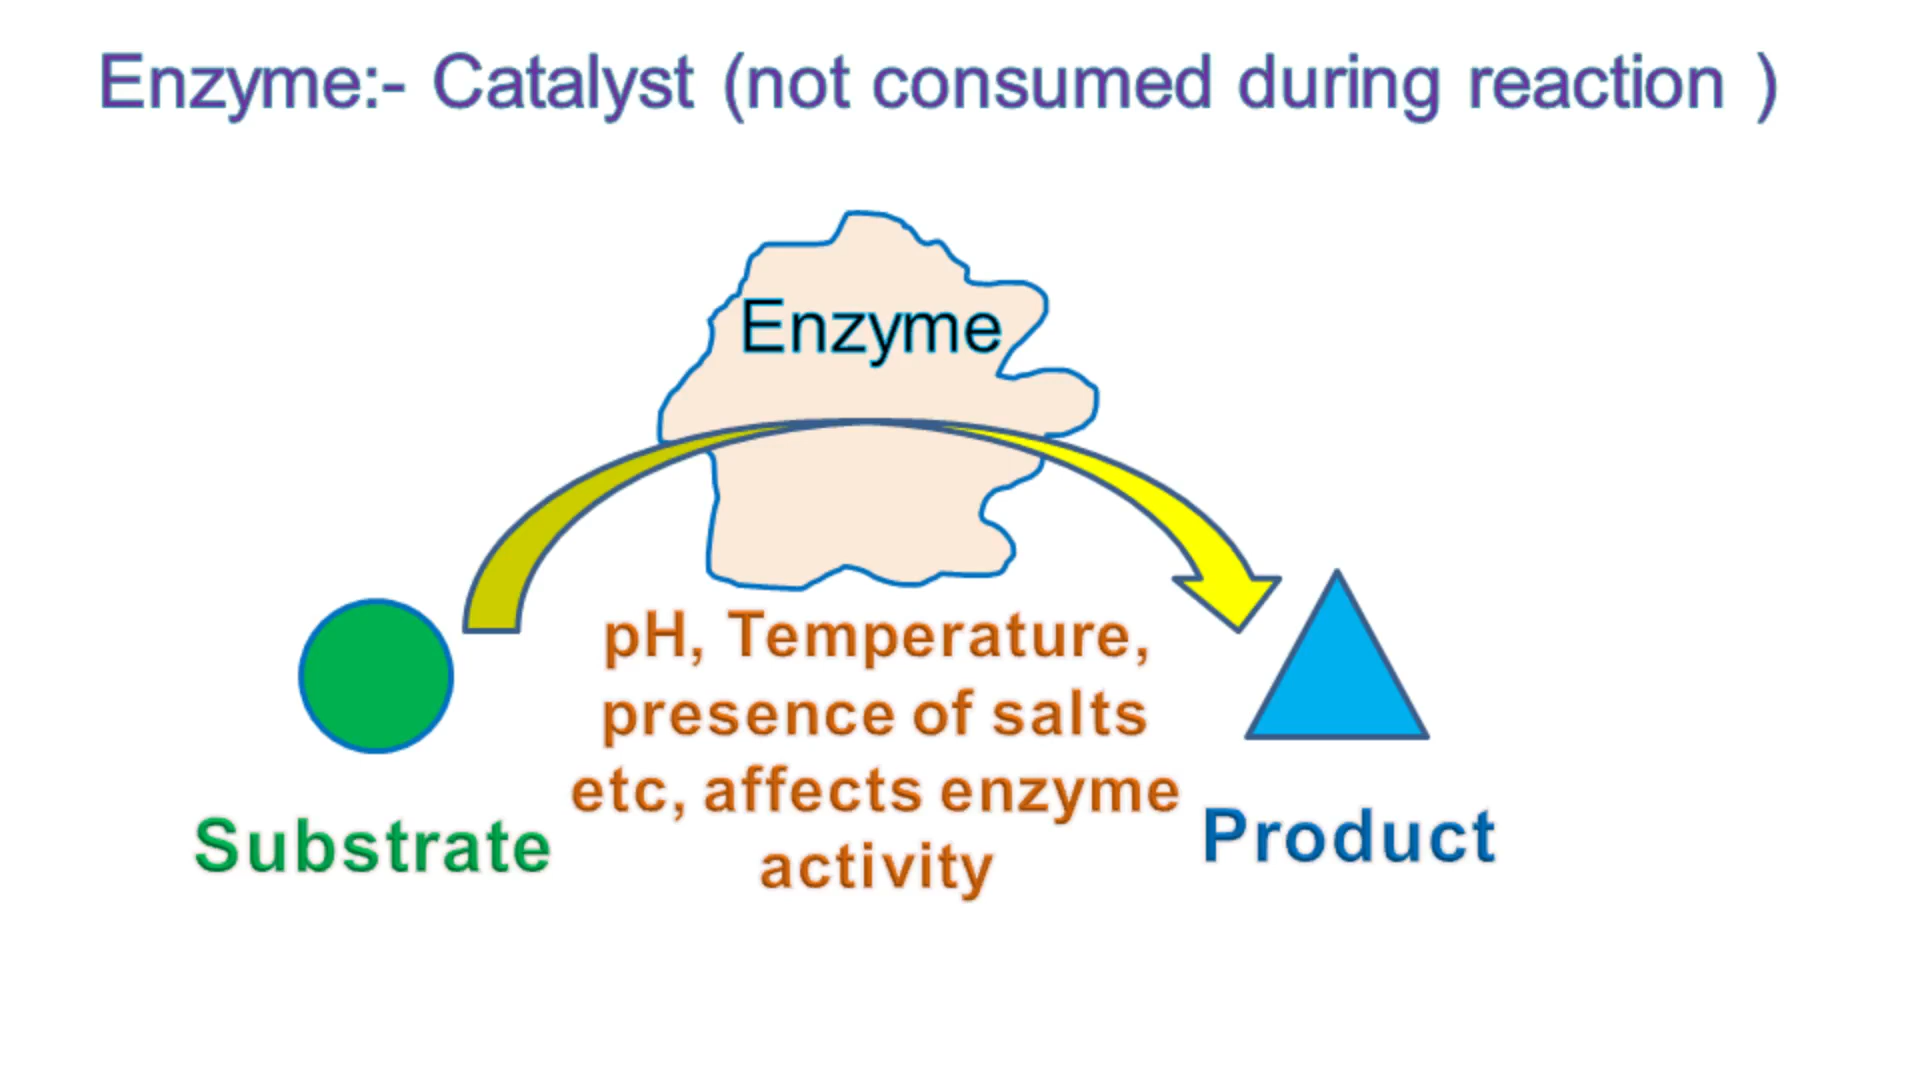 Enzyme:- Catalyst (not consumed during reaction )
Enzyme
pH, Temperature,
presence of salts
etc, affects enzyme
activity
Substrate
Product